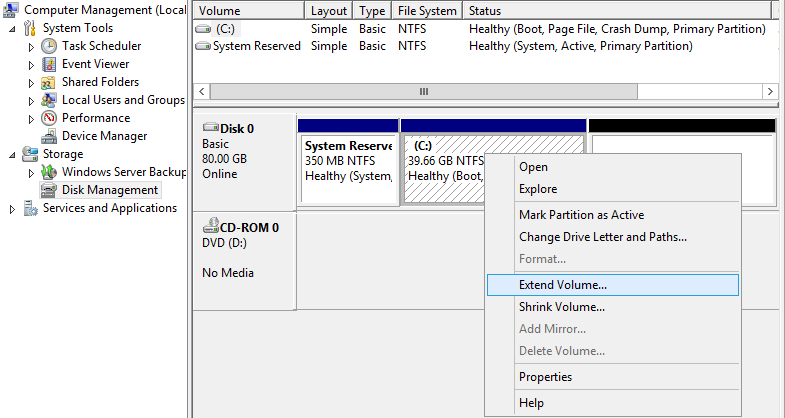 Computer Management (Local
System Tools
Task Scheduler
Event Viewer
Shared Folders
Local Users and Groups
Performance
Device Manager
Storage
Windows Server Backup
Disk Management
Services and Applications
Volume Layout Type File System Status
(C:) Simple Basic NTFS Healthy (Boot, Page File, Crash Dump, Primary Partition)
System Reserved Simple Basic NTFS Healthy (System, Active, Primary Partition)
Disk 0
Basic
80.00 GB
Online
System Reserve
350 MB NTFS
Healthy (System,
(C:)
39.66 GB NTFS
Healthy (Boot,
CD-ROM 0
DVD (D:)
No Media
Open
Explore
Mark Partition as Active
Change Drive Letter and Paths...
Format...
Extend Volume...
Shrink Volume...
Add Mirror...
Delete Volume...
Properties
Help